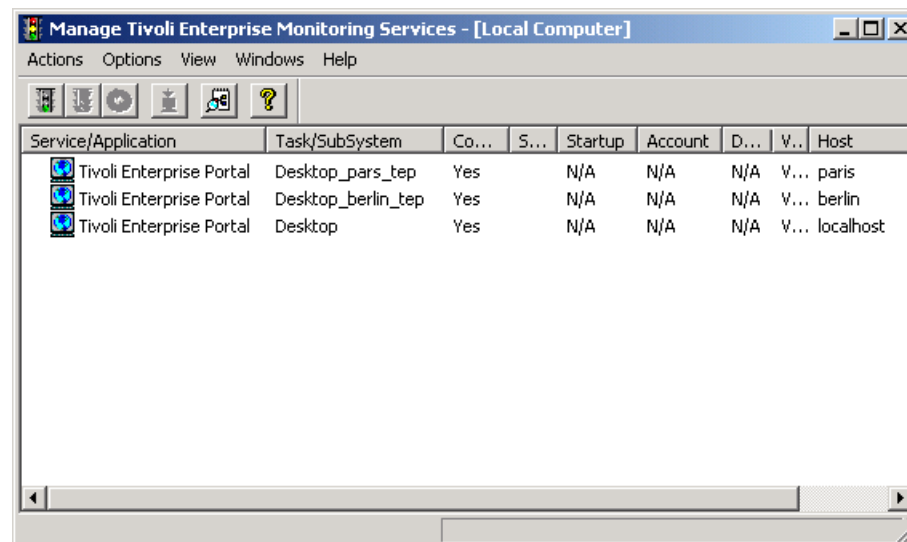 Manage Tivoli Enterprise Monitoring Services - [Local Computer]
Actions Options View Windows Help
Service/Application Task/SubSystem Co... S... Startup Account D... V... Host
Tivoli Enterprise Portal Desktop_pars_tep Yes N/A N/A N/A V... paris
Tivoli Enterprise Portal Desktop_berlin_tep Yes N/A N/A N/A V... berlin
Tivoli Enterprise Portal Desktop Yes N/A N/A N/A V... localhost